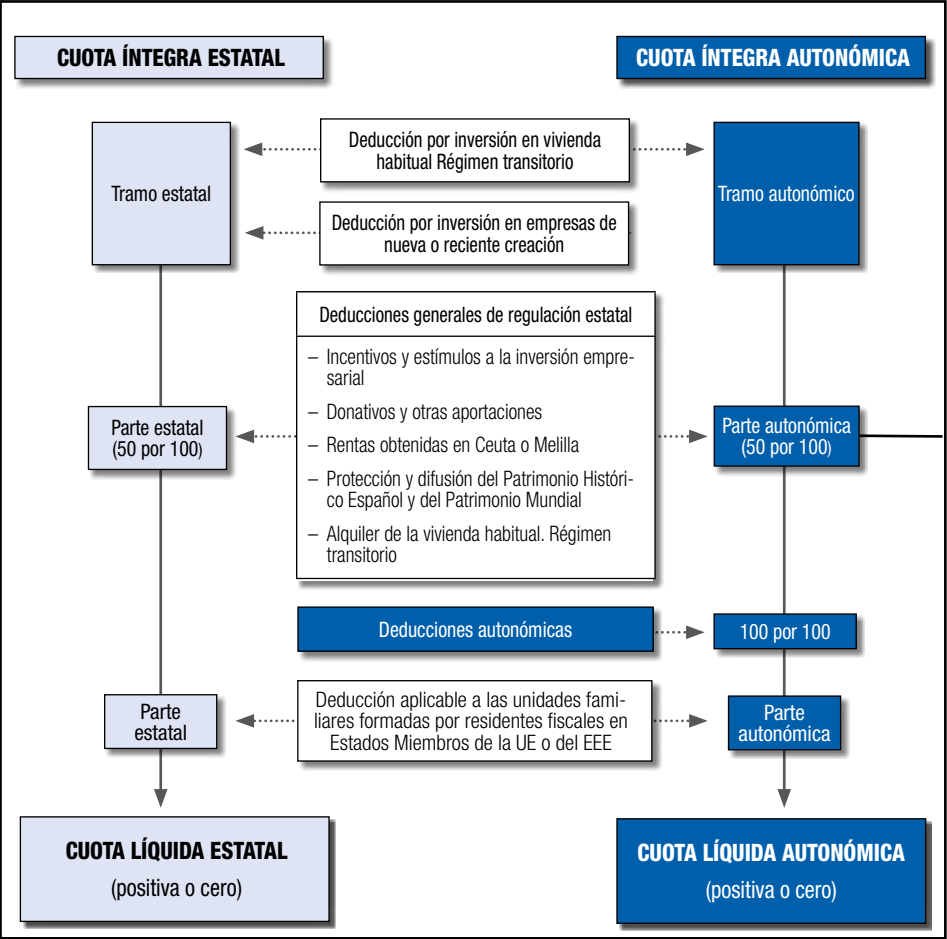 CUOTA ÍNTEGRA ESTATAL
CUOTA ÍNTEGRA AUTONÓMICA
Tramo estatal
Deducción por inversión en vivienda
habitual Régimen transitorio
Tramo autonómico
Deducción por inversión en empresas de
nueva o reciente creación
Deducciones generales de regulación estatal
– Incentivos y estímulos a la inversión empre-
sarial
– Donativos y otras aportaciones
– Rentas obtenidas en Ceuta o Melilla
– Protección y difusión del Patrimonio Históri-
co Español y del Patrimonio Mundial
– Alquiler de la vivienda habitual. Régimen
transitorio
Parte estatal
(50 por 100)
Parte autonómica
(50 por 100)
Deducciones autonómicas
100 por 100
Parte
estatal
Deducción aplicable a las unidades fami-
liares formadas por residentes fiscales en
Estados Miembros de la UE o del EEE
Parte
autonómica
CUOTA LÍQUIDA ESTATAL
(positiva o cero)
CUOTA LÍQUIDA AUTONÓMICA
(positiva o cero)